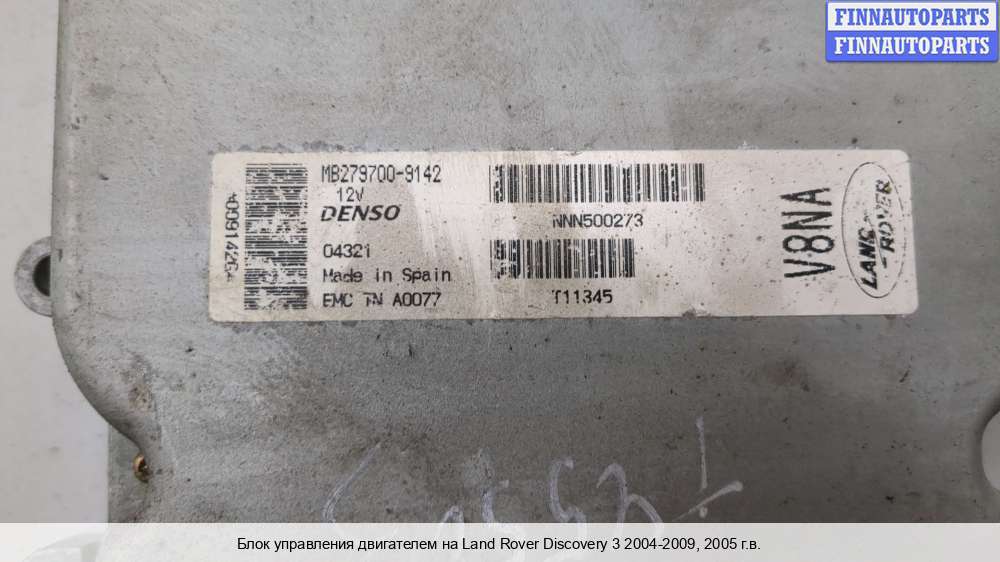 FINNAUTOPARTS
FINNAUTOPARTS
MB279700-9142
12V
DENSO
04321
Made in Spain
EMC TN A0077
NNN500273
T11345
V8NA
LAND
ROVER
Блок управления двигателем на Land Rover Discovery 3 2004-2009, 2005 г.в.